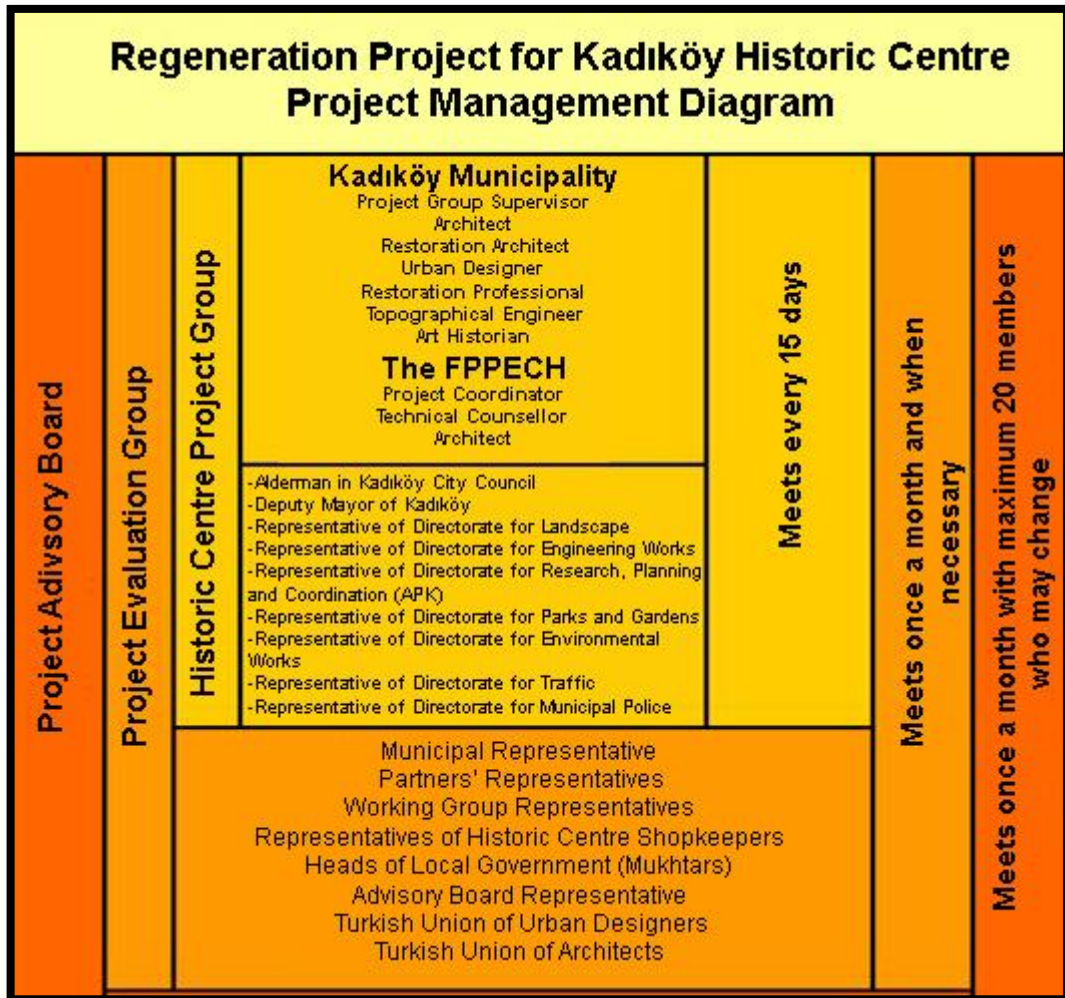 Regeneration Project for Kadıköy Historic Centre
Project Management Diagram
Project Adivsory Board
Project Evaluation Group
Historic Centre Project Group
Kadıköy Municipality
Project Group Supervisor
Architect
Restoration Architect
Urban Designer
Restoration Professional
Topographical Engineer
Art Historian
The FPPECH
Project Coordinator
Technical Counsellor
Architect
-Alderman in Kadıköy City Council
-Deputy Mayor of Kadıköy
-Representative of Directorate for Landscape
-Representative of Directorate for Engineering Works
-Representative of Directorate for Research, Planning
and Coordination (APK)
-Representative of Directorate for Parks and Gardens
-Representative of Directorate for Environmental
Works
-Representative of Directorate for Traffic
-Representative of Directorate for Municipal Police
Meets every 15 days
Municipal Representative
Partners' Representatives
Working Group Representatives
Representatives of Historic Centre Shopkeepers
Heads of Local Government (Mukhtars)
Advisory Board Representative
Turkish Union of Urban Designers
Turkish Union of Architects
Meets once a month and when
necessary
Meets once a month with maximum 20 members
who may change